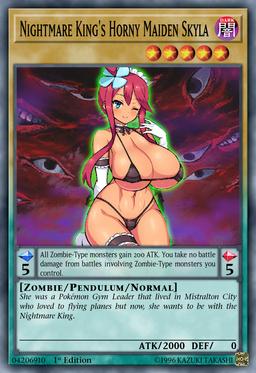 Nightmare King's Horny Maiden Skyla
DARK
闇
All Zombie-Type monsters gain 200 ATK. You take no
battle damage from battles involving Zombie-Type monsters you
control.
5
5
[Zombie/Pendulum/Normal]
She was a Pokémon Gym Leader that lived in Mistralton City
who loved to flying planes but now, she wants to be with the
Nightmare King.
ATK/2000 DEF/ 0
04206910 1st Edition ©1996 KAZUKI TAKAHASHI